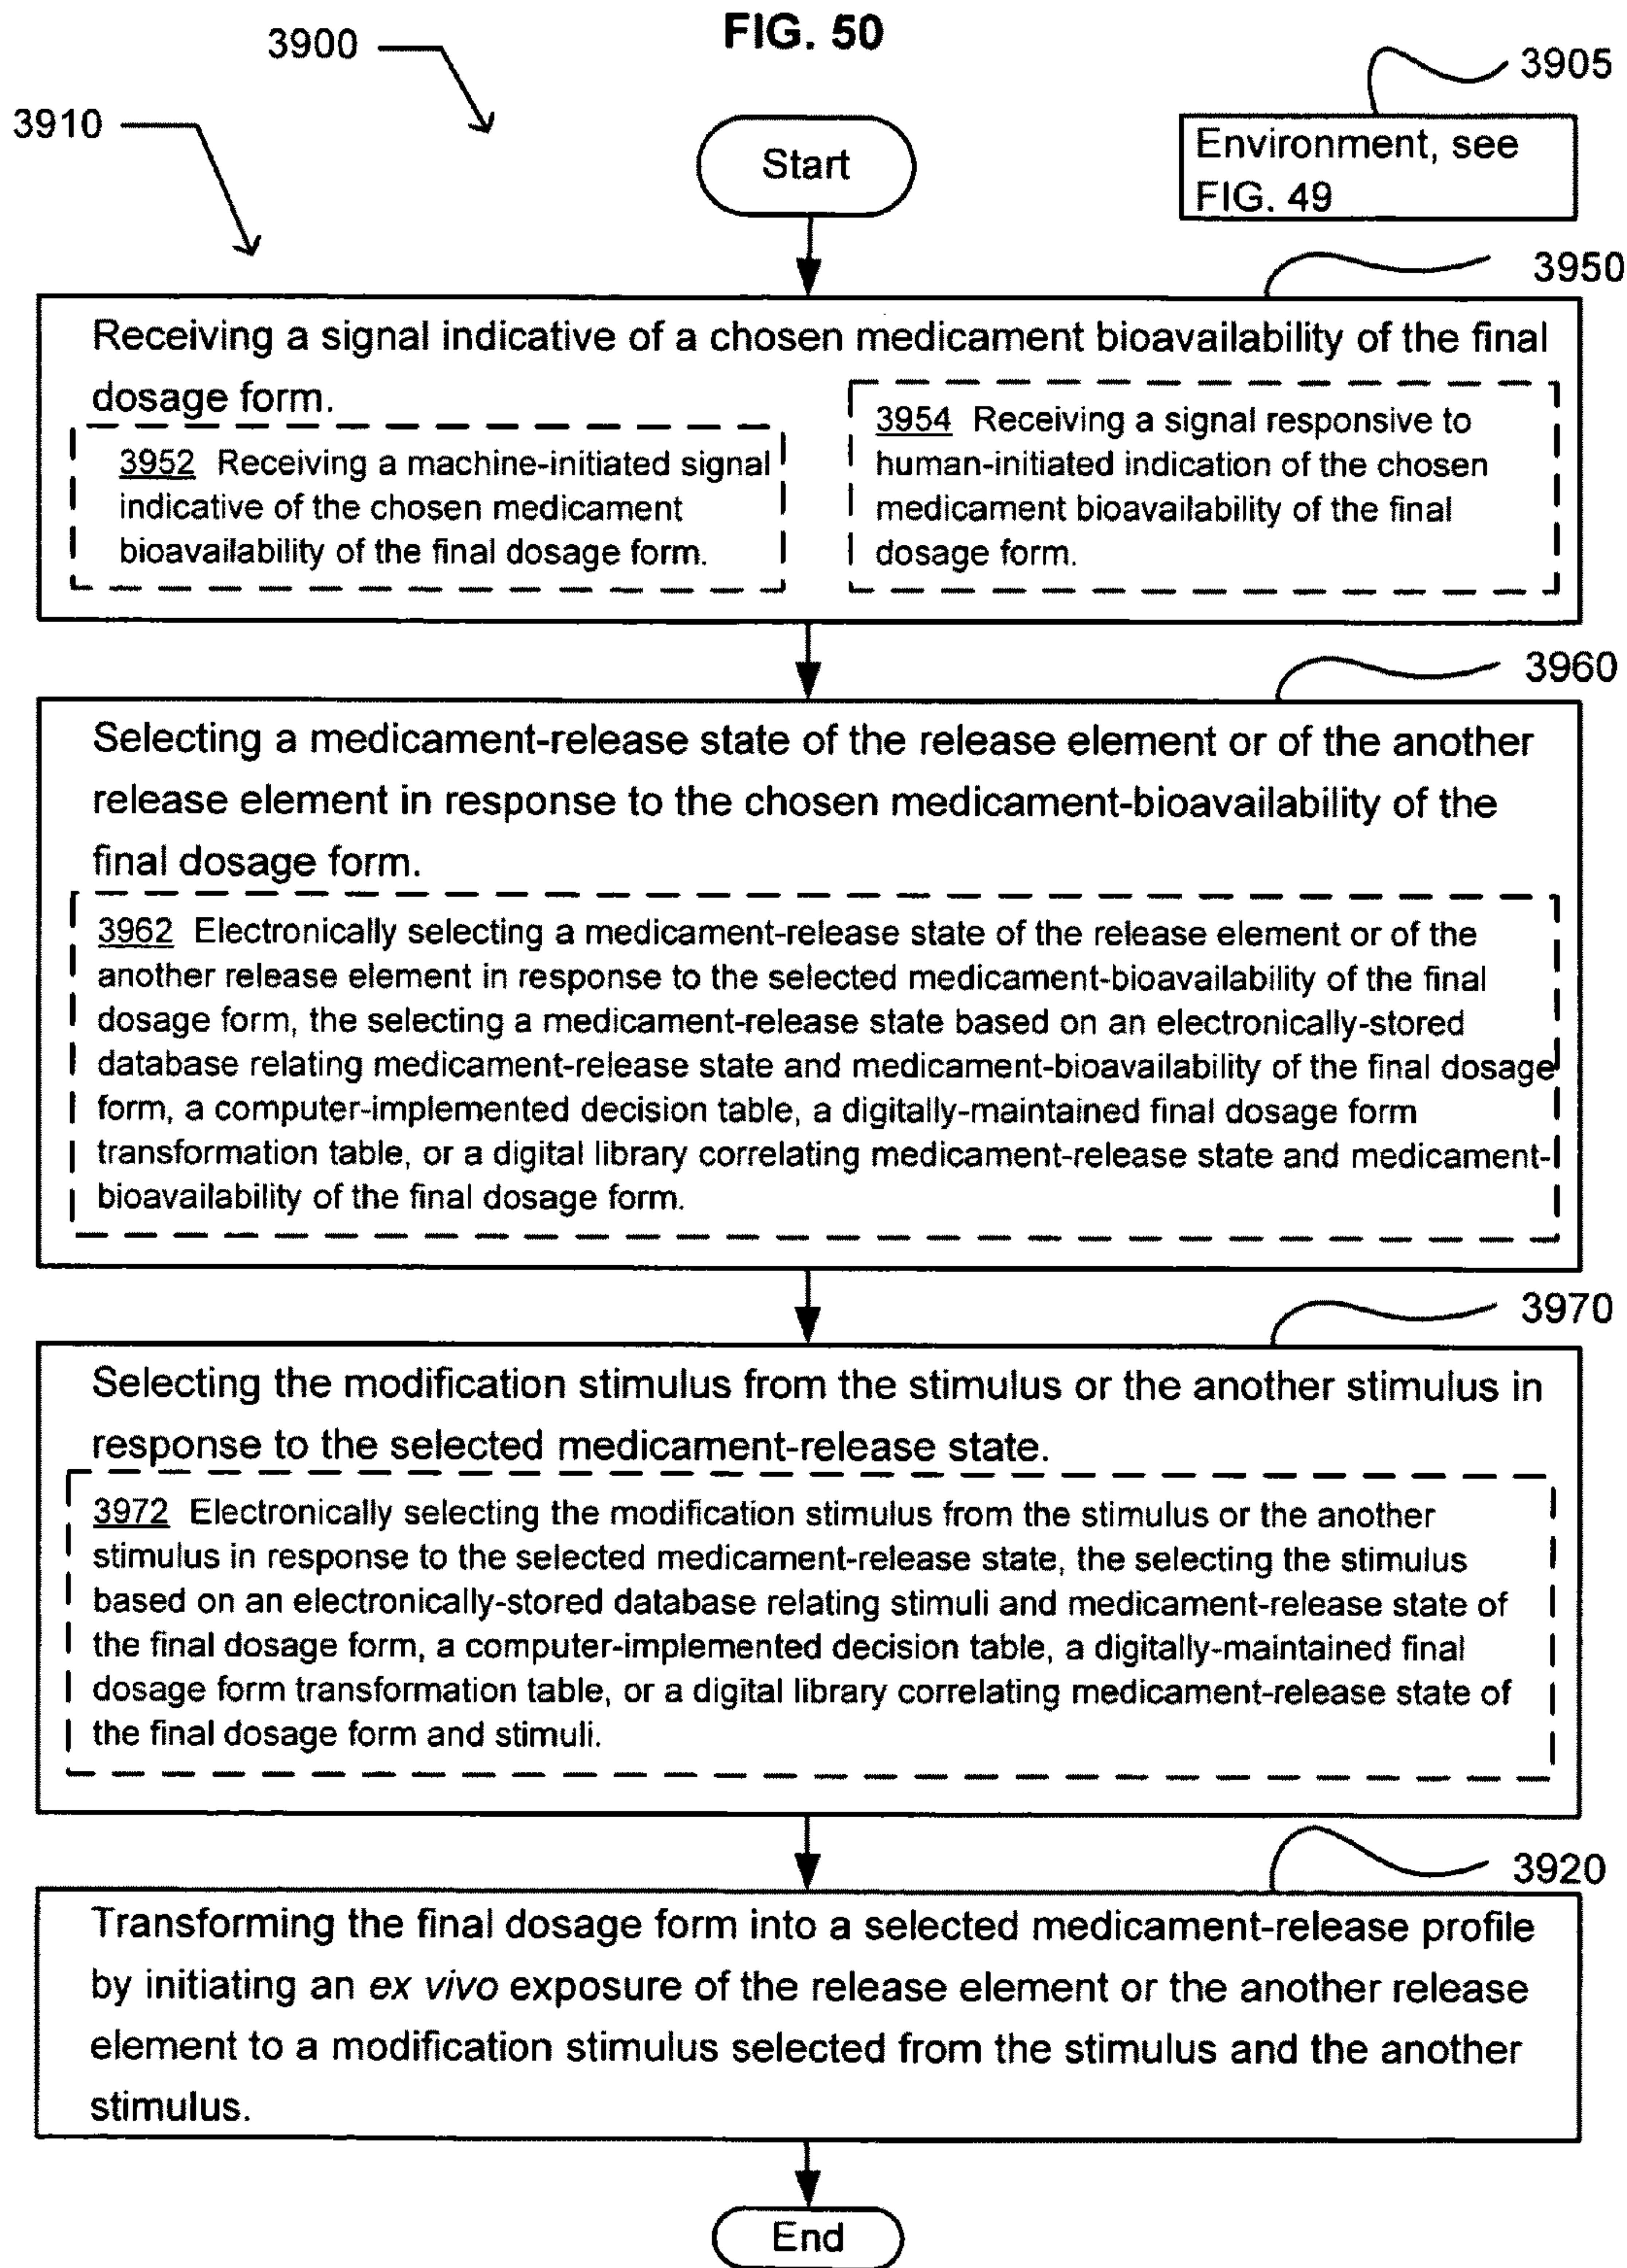 FIG. 50
3900
3905
3910
Start
Environment, see
FIG. 49
3950
Receiving a signal indicative of a chosen medicament bioavailability of the final
dosage form.
3952 Receiving a machine-initiated signal
indicative of the chosen medicament
bioavailability of the final dosage form.
3954 Receiving a signal responsive to
human-initiated indication of the chosen
medicament bioavailability of the final
dosage form.
3960
Selecting a medicament-release state of the release element or of the another
release element in response to the chosen medicament-bioavailability of the
final dosage form.
3962 Electronically selecting a medicament-release state of the release element or of the
another release element in response to the selected medicament-bioavailability of the final
dosage form, the selecting a medicament-release state based on an electronically-stored
database relating medicament-release state and medicament-bioavailability of the final dosage
form, a computer-implemented decision table, a digitally-maintained final dosage form
transformation table, or a digital library correlating medicament-release state and medicament-
bioavailability of the final dosage form.
3970
Selecting the modification stimulus from the stimulus or the another stimulus in
response to the selected medicament-release state.
3972 Electronically selecting the modification stimulus from the stimulus or the another
stimulus in response to the selected medicament-release state, the selecting the stimulus
based on an electronically-stored database relating stimuli and medicament-release state of
the final dosage form, a computer-implemented decision table, a digitally-maintained final
dosage form transformation table, or a digital library correlating medicament-release state of
the final dosage form and stimuli.
3920
Transforming the final dosage form into a selected medicament-release profile
by initiating an ex vivo exposure of the release element or the another release
element to a modification stimulus selected from the stimulus and the another
stimulus.
End